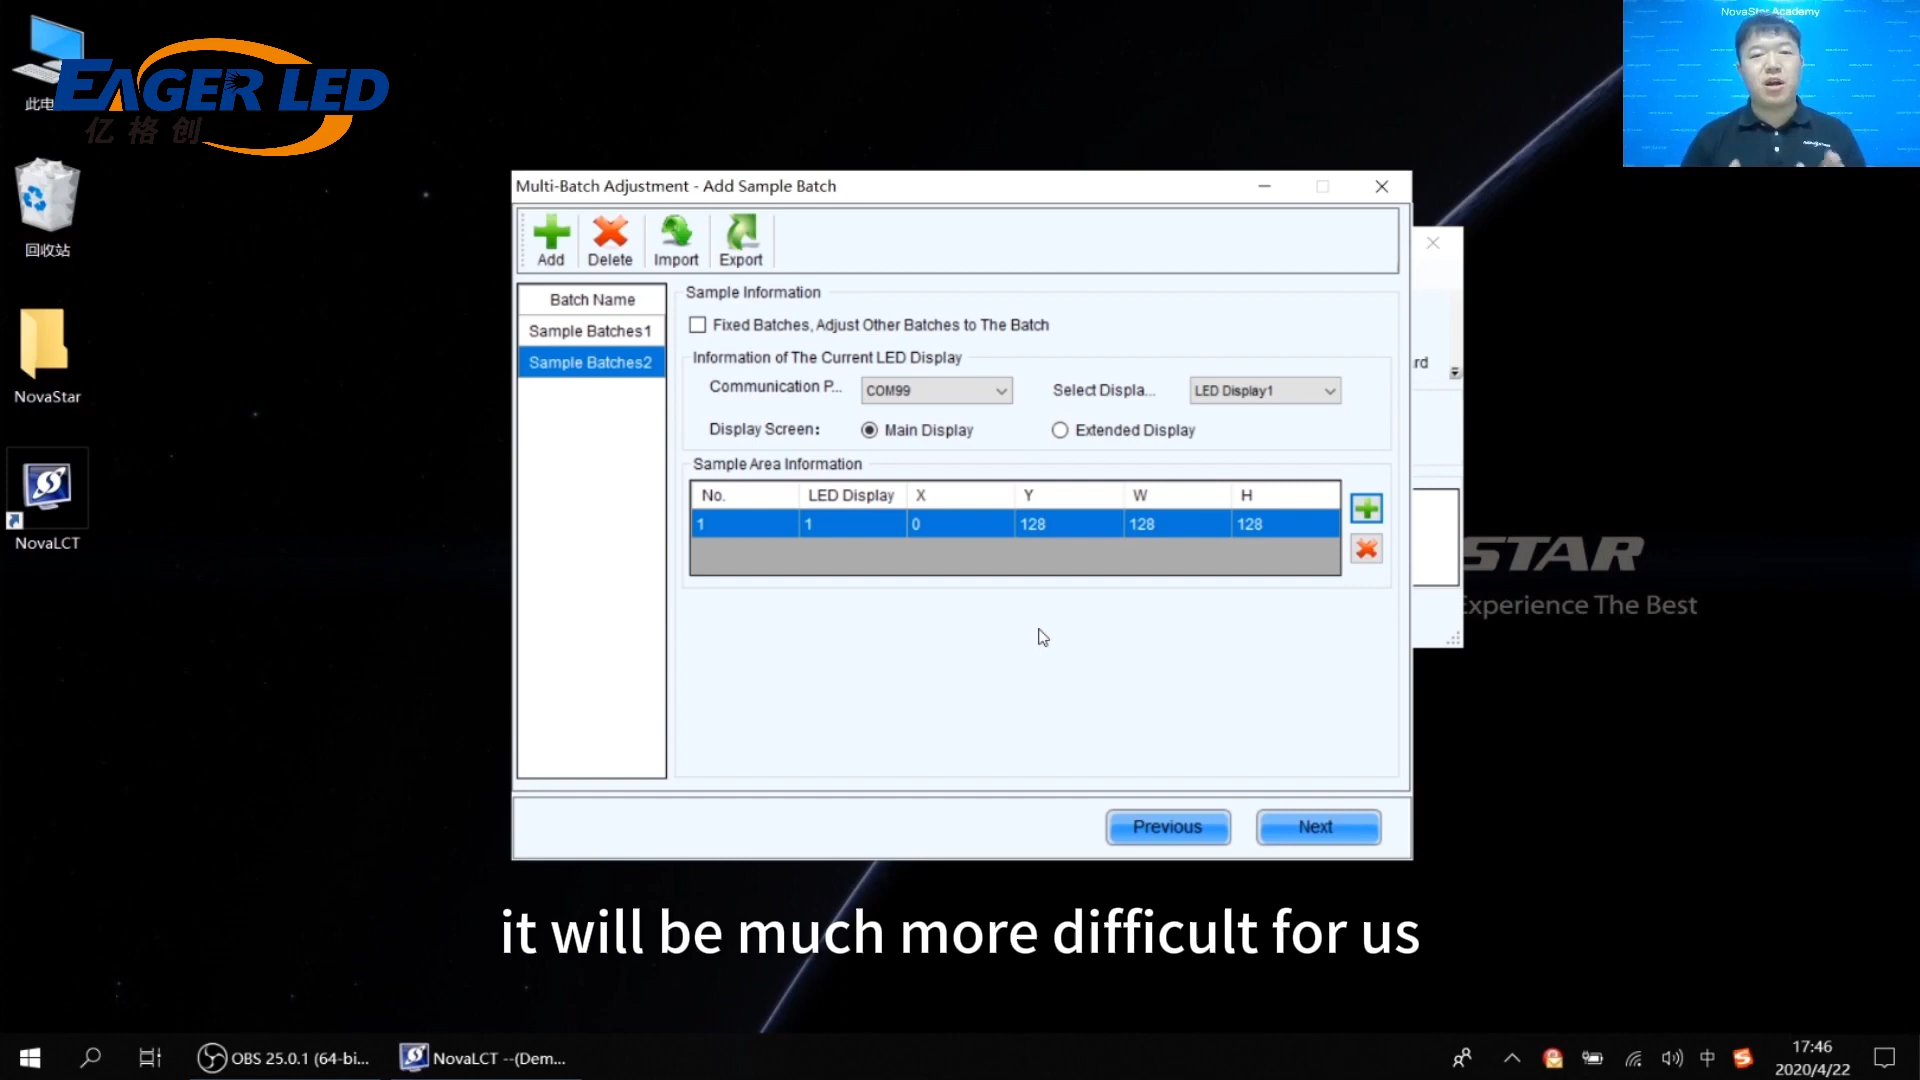 NovaStar Academy
此电
EAGER LED
亿格创
回收站
NovaStar
NovaLCT
Multi-Batch Adjustment - Add Sample Batch
Add
Delete
Import
Export
Batch Name
Sample Batches1
Sample Batches2
Sample Information
Fixed Batches, Adjust Other Batches to The Batch
Information of The Current LED Display
Communication P...
COM99
Select Displa...
LED Display1
Display Screen:
Main Display
Extended Display
Sample Area Information
No. LED Display X Y W H
1 1 0 128 128 128
Previous
Next
rd
STAR
Experience The Best
it will be much more difficult for us
OBS 25.0.1 (64-bi...
NovaLCT --(Dem...
中
17:46
2020/4/22